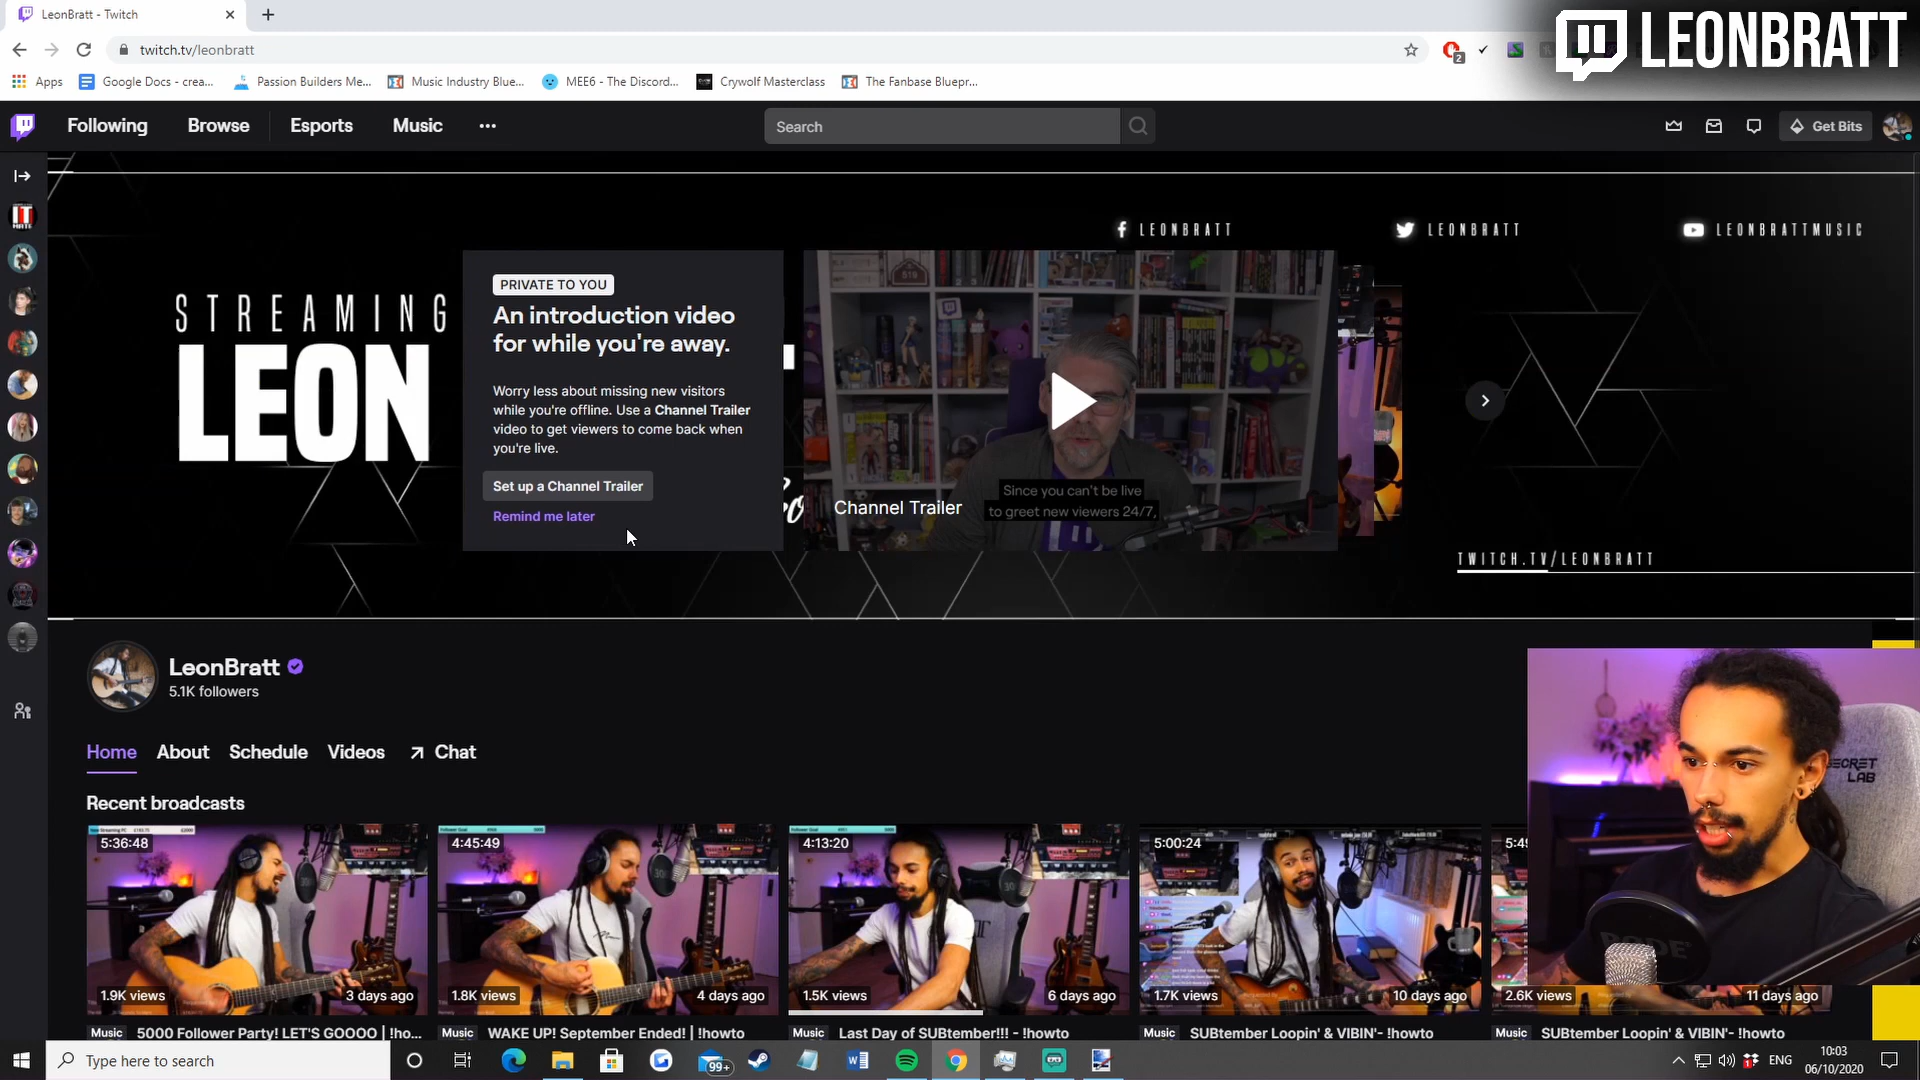 LeonBratt - Twitch
LEONBRATT
twitch.tv/leonbratt
2
Apps
Google Docs - crea...
Passion Builders Me...
Music Industry Blue...
MEE6 - The Discord...
Crywolf Masterclass
The Fanbase Bluepr...
Following
Browse
Esports
Music
Search
Get Bits
LEONBRATT
LEONBRATT
LEONBRATTMUSIC
STREAMING
LEON
PRIVATE TO YOU
An introduction video
for while you're away.
Worry less about missing new visitors
while you're offline. Use a Channel Trailer
video to get viewers to come back when
you're live.
Set up a Channel Trailer
Remind me later
Channel Trailer
Since you can't be live
to greet new viewers 24/7,
TWITCH.TV/LEONBRATT
LeonBratt
5.1K followers
Home
About
Schedule
Videos
Chat
SECRET
LAB
RODE
Recent broadcasts
5:36:48
4:45:49
4:13:20
5:00:24
1.9K views
3 days ago
1.8K views
4 days ago
1.5K views
6 days ago
1.7K views
10 days ago
2.6K views
11 days ago
Music
5000 Follower Party! LET'S GOOOO | !ho...
Music
WAKE UP! September Ended! | !howto
Music
Last Day of SUBtember!!! - !howto
Music
SUBtember Loopin' & VIBIN'- !howto
Music
SUBtember Loopin' & VIBIN'- !howto
Type here to search
99+
ENG
10:03
06/10/2020